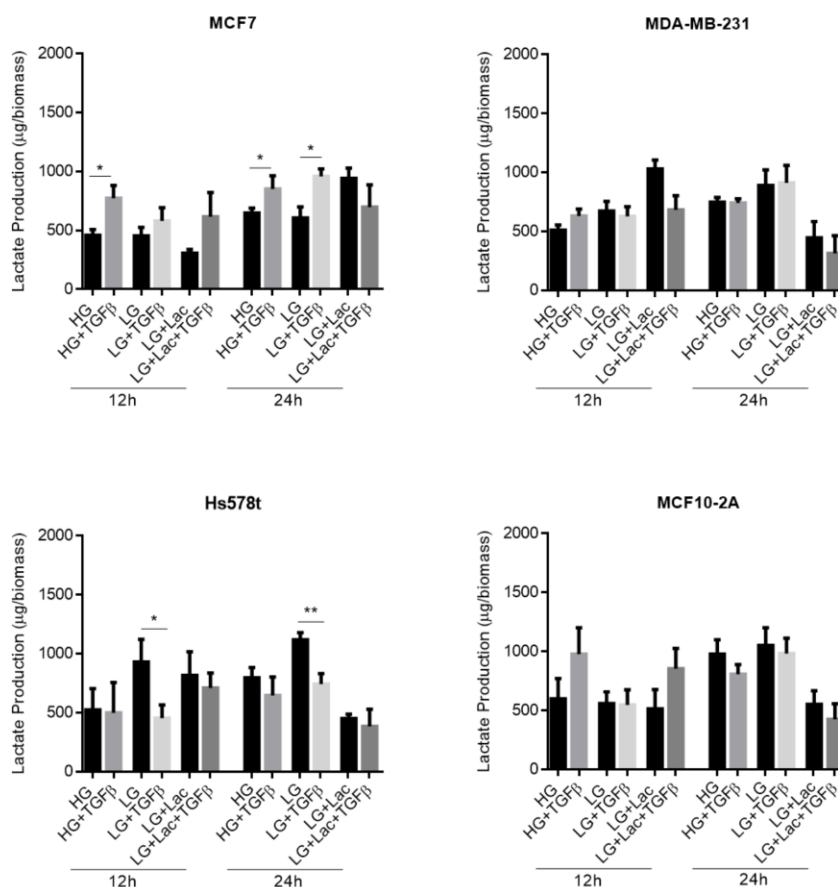 MCF7
Lactate Production (µg/biomass)
2000
1500
1000
500
0
*
*
*
HG
HG+TGFβ
LG
LG+TGFβ
LG+Lac
LG+Lac+TGFβ
HG
HG+TGFβ
LG
LG+TGFβ
LG+Lac
LG+Lac+TGFβ
12h
24h
MDA-MB-231
Lactate Production (µg/biomass)
2000
1500
1000
500
0
HG
HG+TGFβ
LG
LG+TGFβ
LG+Lac
LG+Lac+TGFβ
HG
HG+TGFβ
LG
LG+TGFβ
LG+Lac
LG+Lac+TGFβ
12h
24h
Hs578t
Lactate Production (µg/biomass)
2000
1500
1000
500
0
*
**
HG
HG+TGFβ
LG
LG+TGFβ
LG+Lac
LG+Lac+TGFβ
HG
HG+TGFβ
LG
LG+TGFβ
LG+Lac
LG+Lac+TGFβ
12h
24h
MCF10-2A
Lactate Production (µg/biomass)
2000
1500
1000
500
0
HG
HG+TGFβ
LG
LG+TGFβ
LG+Lac
LG+Lac+TGFβ
HG
HG+TGFβ
LG
LG+TGFβ
LG+Lac
LG+Lac+TGFβ
12h
24h